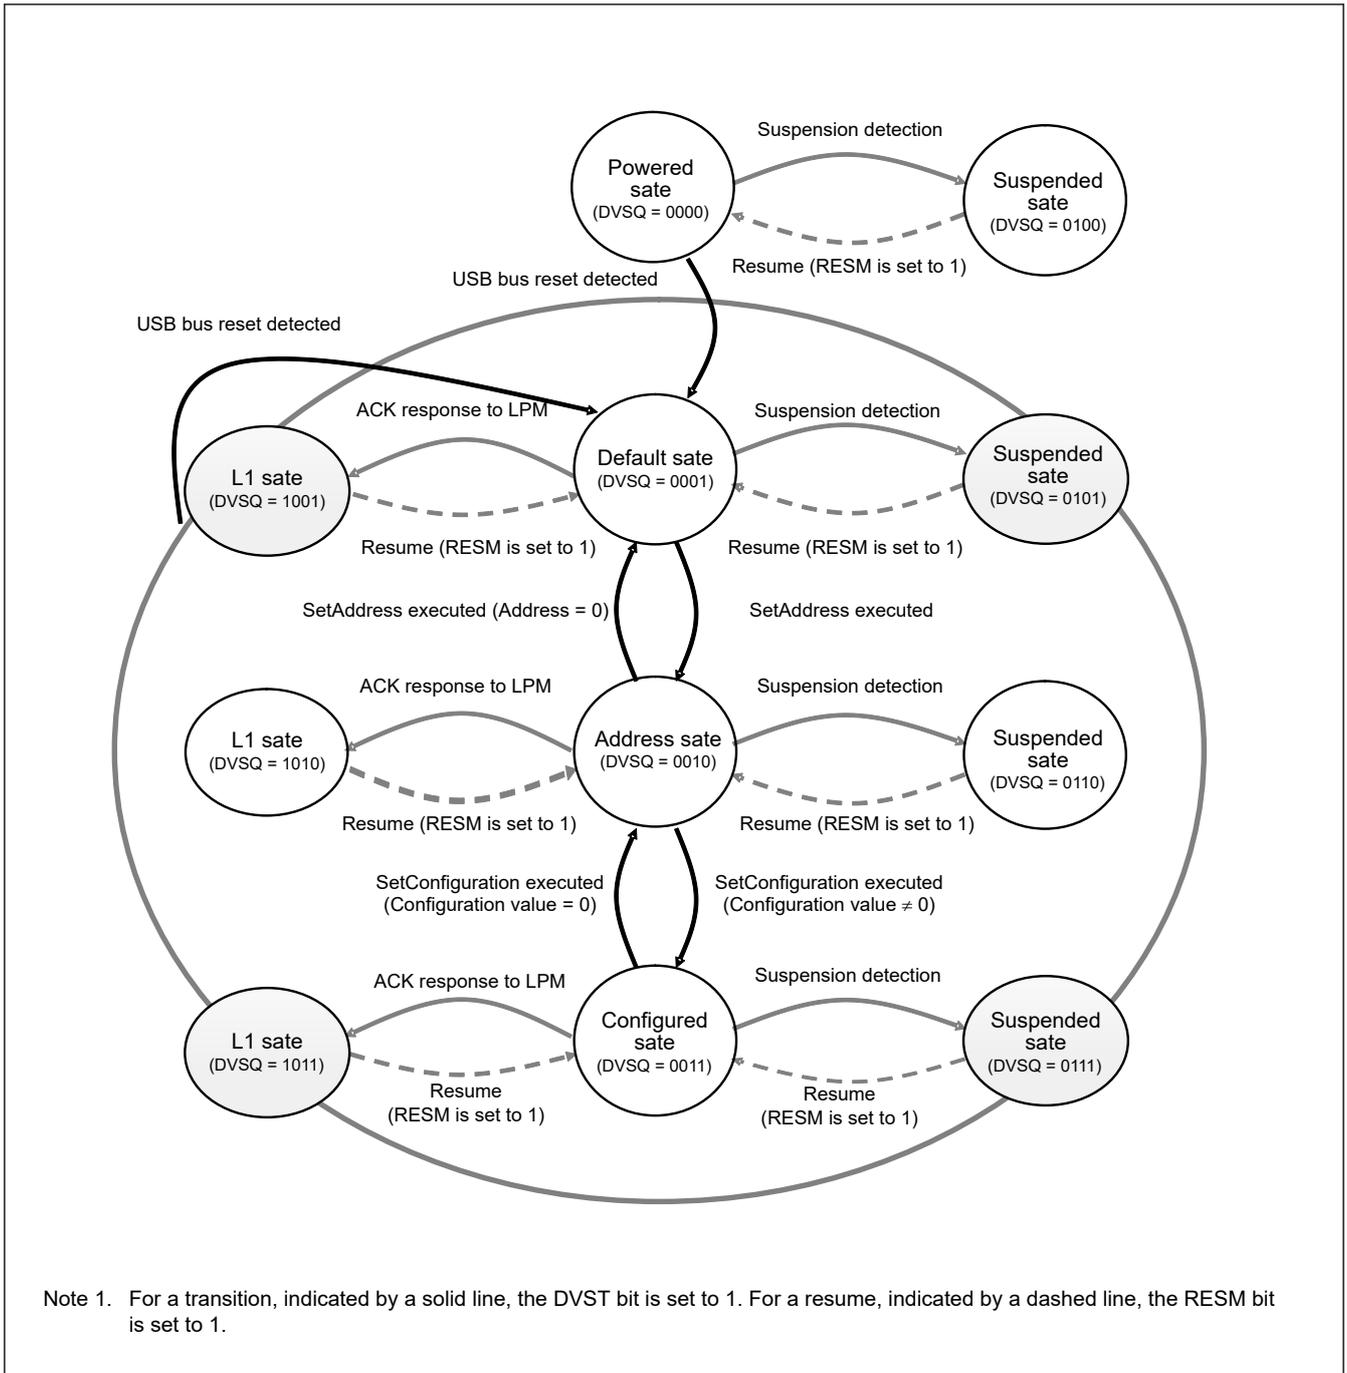 Suspension detection
Powered
sate
(DVSQ = 0000)
Suspended
sate
(DVSQ = 0100)
Resume (RESM is set to 1)
USB bus reset detected
USB bus reset detected
ACK response to LPM
Suspension detection
L1 sate
(DVSQ = 1001)
Default sate
(DVSQ = 0001)
Suspended
sate
(DVSQ = 0101)
Resume (RESM is set to 1)
Resume (RESM is set to 1)
SetAddress executed (Address = 0)
SetAddress executed
ACK response to LPM
Suspension detection
L1 sate
(DVSQ = 1010)
Address sate
(DVSQ = 0010)
Suspended
sate
(DVSQ = 0110)
Resume (RESM is set to 1)
Resume (RESM is set to 1)
SetConfiguration executed
(Configuration value = 0)
SetConfiguration executed
(Configuration value ≠ 0)
ACK response to LPM
Suspension detection
L1 sate
(DVSQ = 1011)
Configured
sate
(DVSQ = 0011)
Suspended
sate
(DVSQ = 0111)
Resume
(RESM is set to 1)
Resume
(RESM is set to 1)
Note 1. For a transition, indicated by a solid line, the DVST bit is set to 1. For a resume, indicated by a dashed line, the RESM bit
is set to 1.